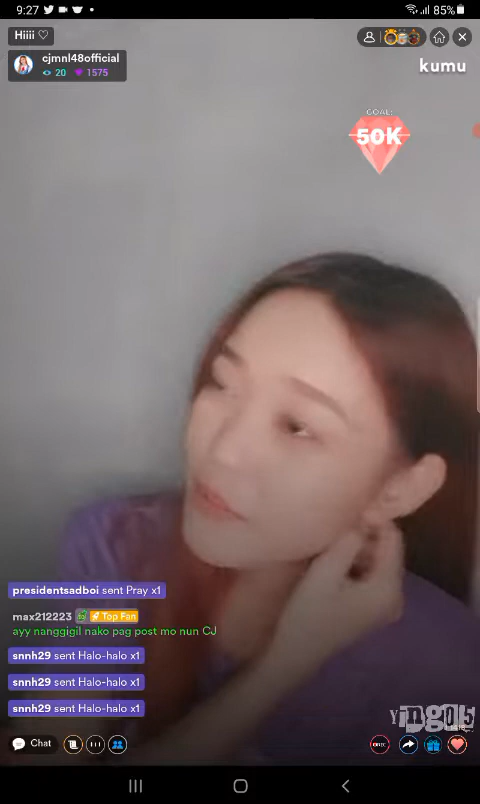 9:27
85%
Hiiii ♡
cjmnl48official
20 1575
kumu
GOAL:
50K
presidentsadboi sent Pray x1
max212223 Top Fan
ayy nanggigil nako pag post mo nun CJ
snnh29 sent Halo-halo x1
snnh29 sent Halo-halo x1
snnh29 sent Halo-halo x1
Chat